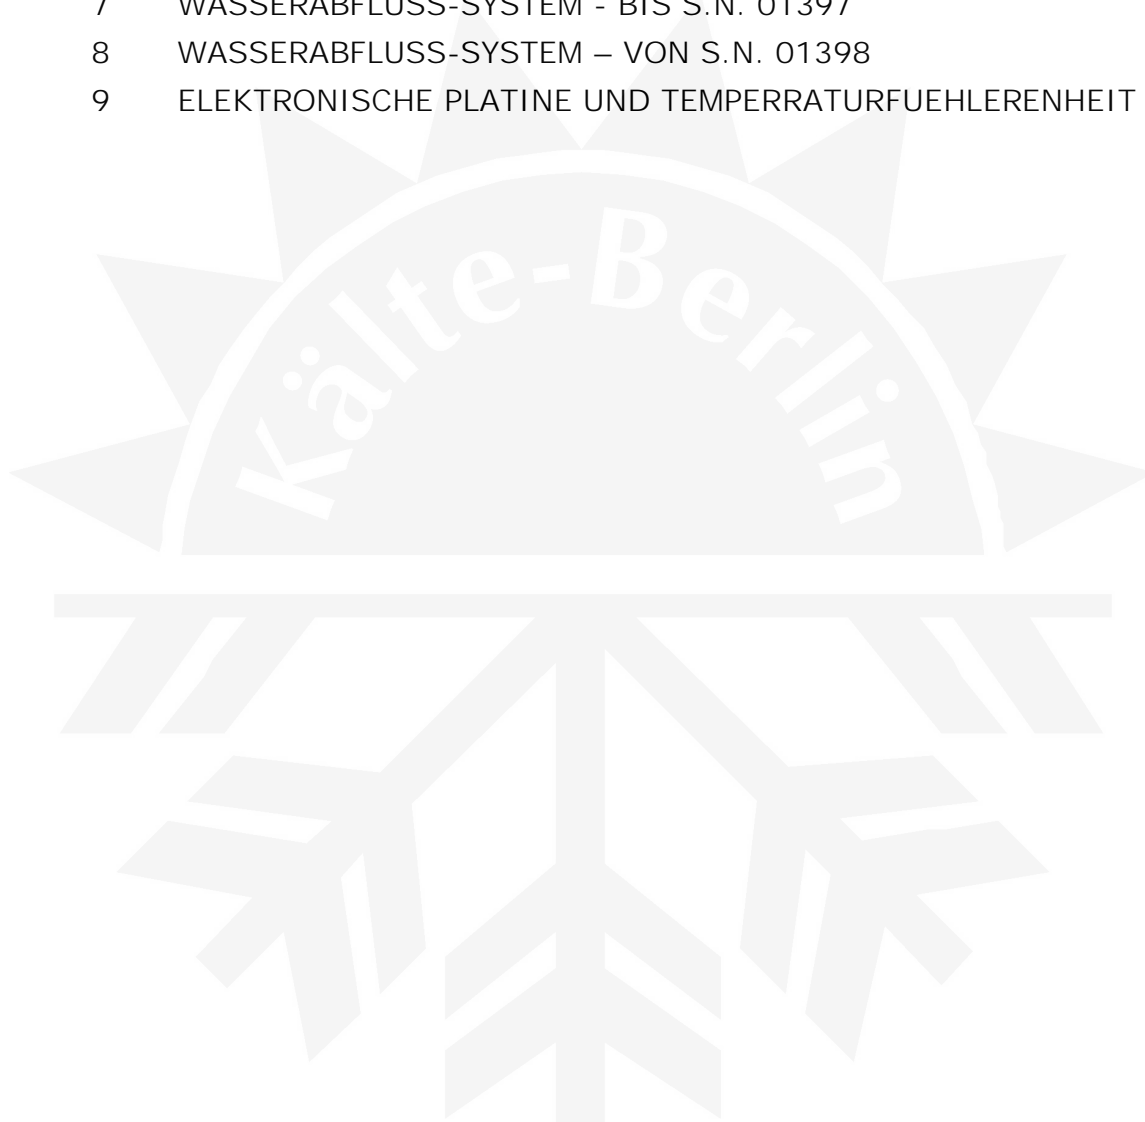 7 WASSERABFLUSS-SYSTEM - BIS S.N. 01397
8 WASSERABFLUSS-SYSTEM – VON S.N. 01398
9 ELEKTRONISCHE PLATINE UND TEMPERRATURFUEHLERENHEIT
Kälte-Berlin